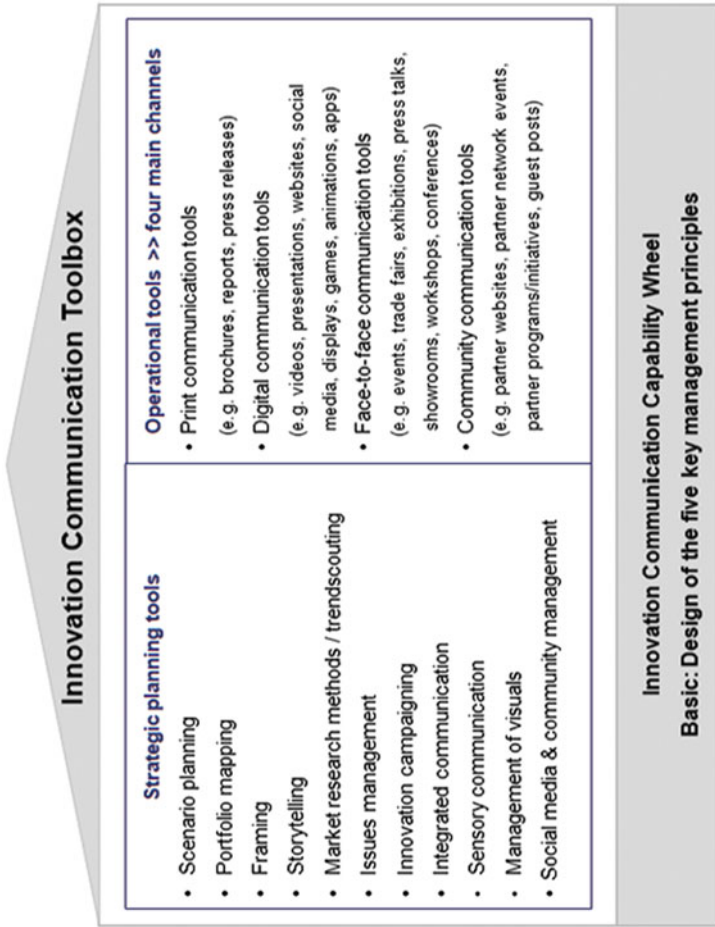 Innovation Communication Toolbox
Strategic planning tools
• Scenario planning
• Portfolio mapping
• Framing
• Storytelling
• Market research methods / trendscouting
• Issues management
• Innovation campaigning
• Integrated communication
• Sensory communication
• Management of visuals
• Social media & community management
Operational tools >> four main channels
• Print communication tools
(e.g. brochures, reports, press releases)
• Digital communication tools
(e.g. videos, presentations, websites, social
media, displays, games, animations, apps)
• Face-to-face communication tools
(e.g. events, trade fairs, exhibitions, press talks,
showrooms, workshops, conferences)
• Community communication tools
(e.g. partner websites, partner network events,
partner programs/initiatives, guest posts)
Innovation Communication Capability Wheel
Basic: Design of the five key management principles